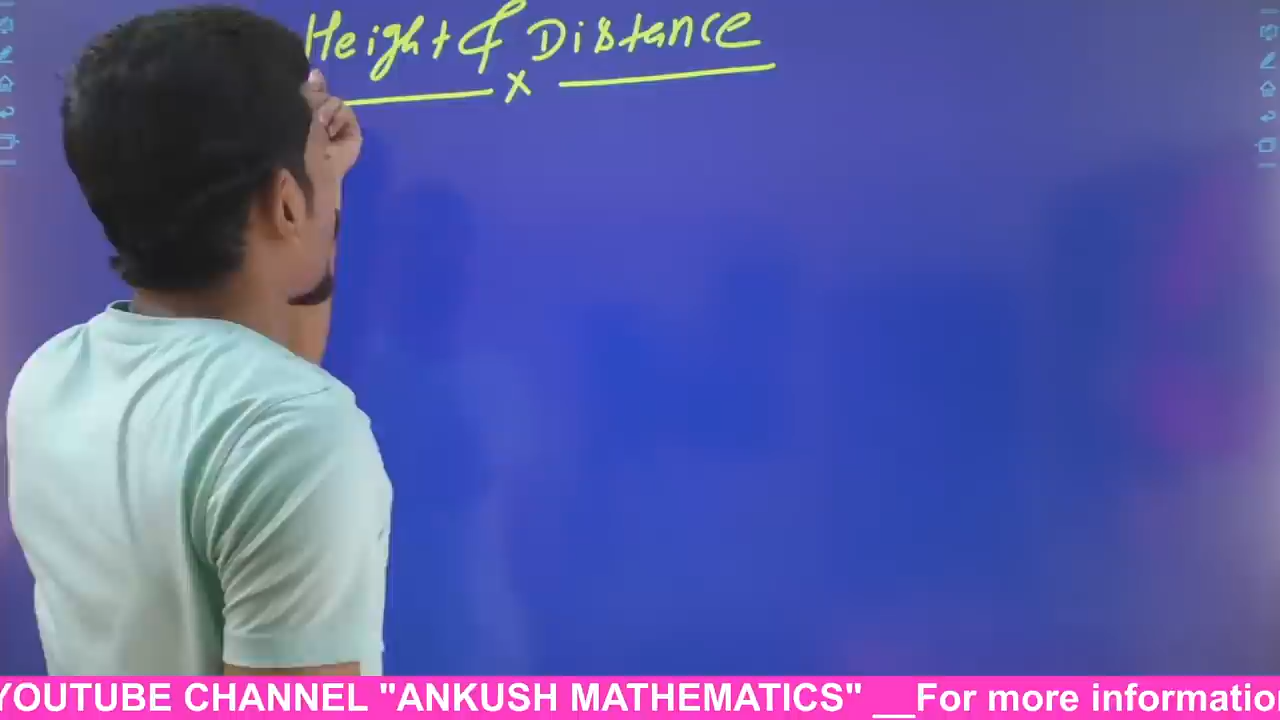 Height & Distance
x
YOUTUBE CHANNEL "ANKUSH MATHEMATICS" __For more informatio